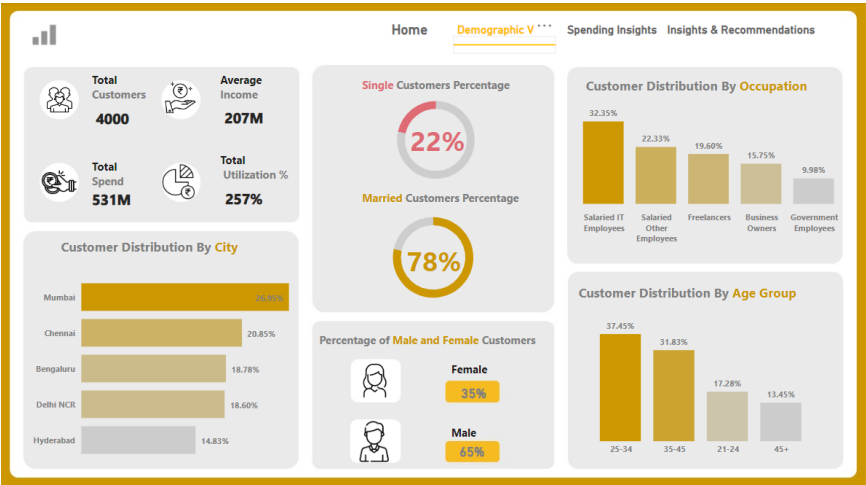 Home
Demographic V ...
Spending Insights
Insights & Recommendations
Total
Customers
4000
Average
Income
207M
Total
Spend
531M
Total
Utilization %
257%
Single Customers Percentage
22%
Married Customers Percentage
78%
Customer Distribution By Occupation
32.35%
22.33%
19.60%
15.75%
9.98%
Salaried IT
Employees
Salaried
Other
Employees
Freelancers
Business
Owners
Government
Employees
Customer Distribution By City
Mumbai
26.95%
Chennai
20.85%
Bengaluru
18.78%
Delhi NCR
18.60%
Hyderabad
14.83%
Percentage of Male and Female Customers
Female
35%
Male
65%
Customer Distribution By Age Group
37.45%
31.83%
17.28%
13.45%
25-34
35-45
21-24
45+